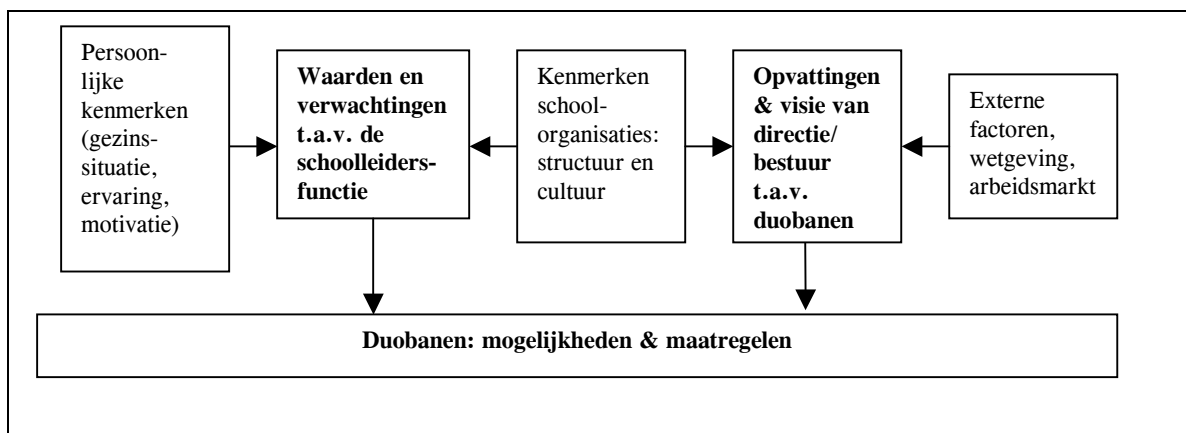 Persoon-
lijke
kenmerken
(gezins-
situatie,
ervaring,
motivatie)
Waarden en
verwachtingen
t.a.v. de
schoolleiders-
functie
Kenmerken
school-
organisaties:
structuur en
cultuur
Opvattingen
& visie van
directie/
bestuur
t.a.v.
duobanen
Externe
factoren,
wetgeving,
arbeidsmarkt
Duobanen: mogelijkheden & maatregelen